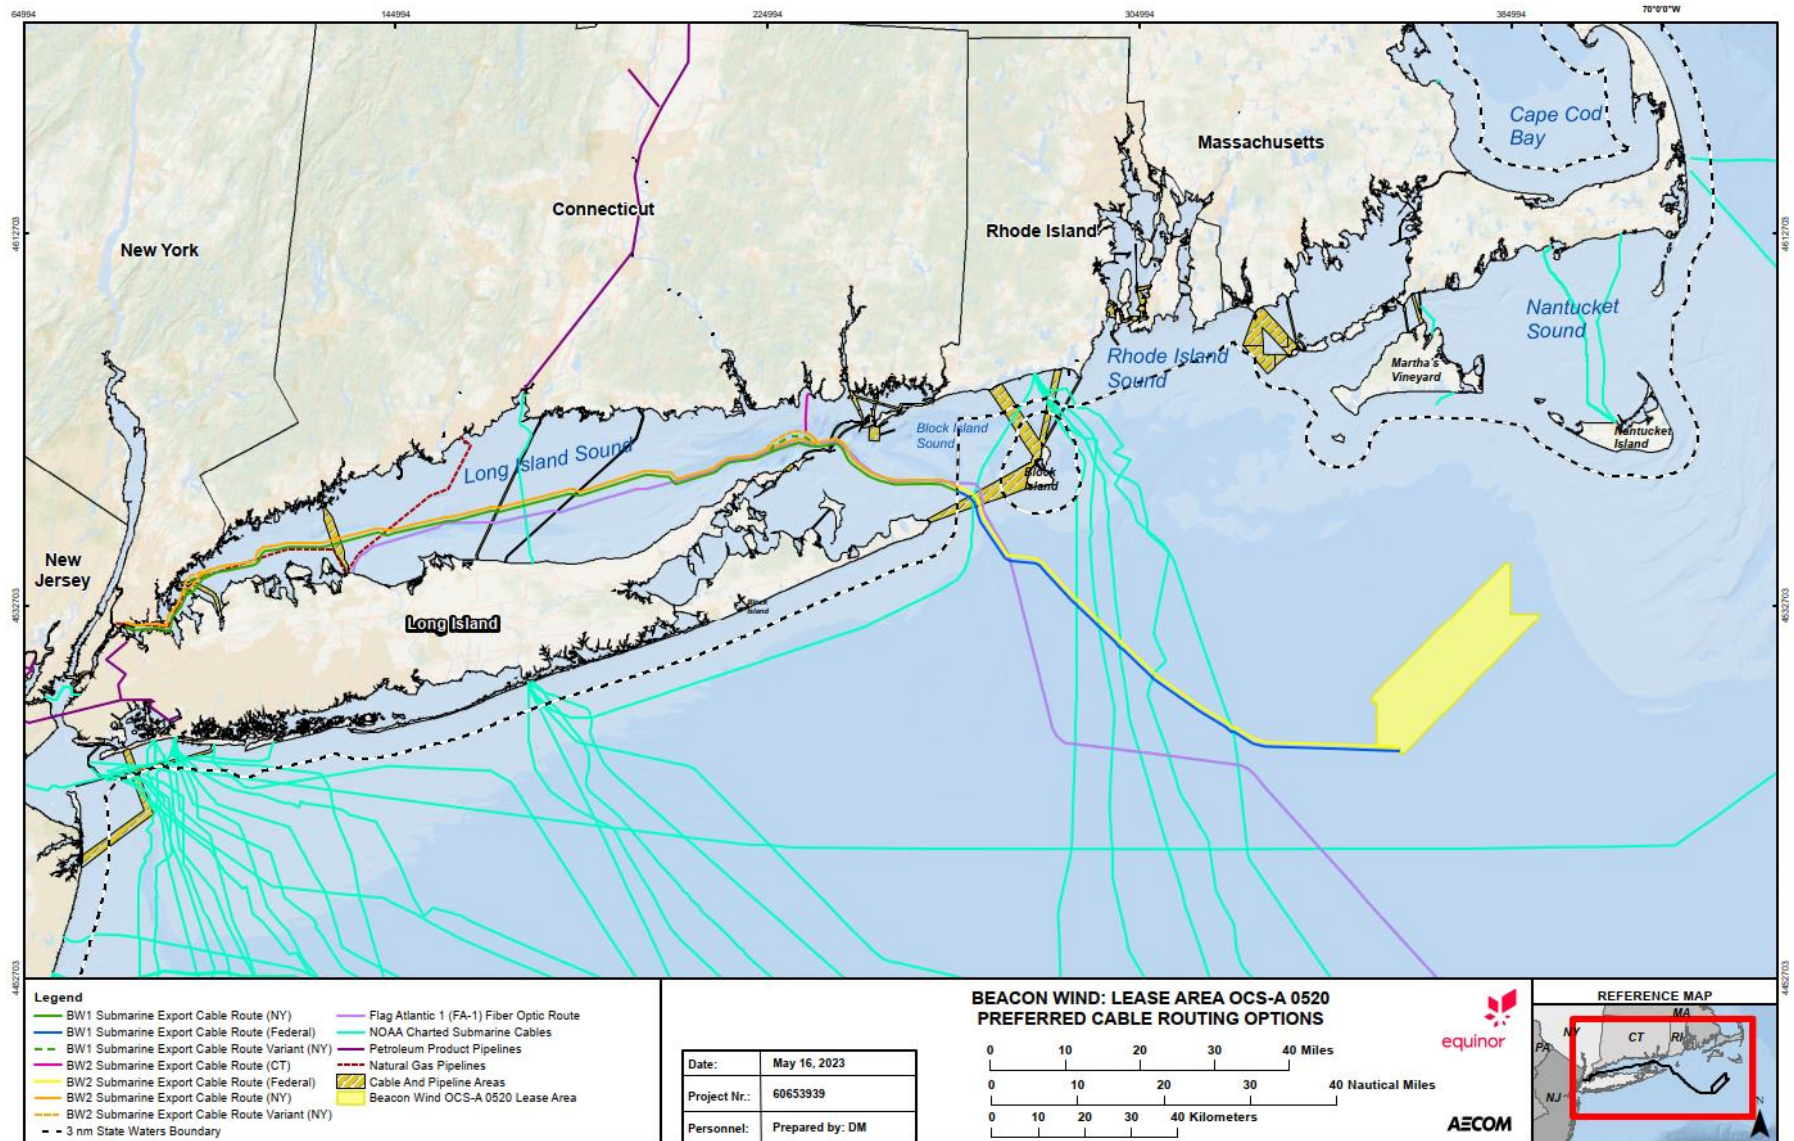 64994
144994
224994
304994
384994
70°0'0"W
Cape Cod
Bay
Massachusetts
Connecticut
New York
Rhode Island
4612703
4612703
Nantucket
Sound
Rhode Island
Sound
Martha's
Vineyard
Block Island
Sound
Nantucket
Island
Long Island Sound
Block
Island
New
Jersey
4532703
4532703
Block
Island
Long Island
4452703
4452703
Legend
BW1 Submarine Export Cable Route (NY)
BW1 Submarine Export Cable Route (Federal)
BW1 Submarine Export Cable Route Variant (NY)
BW2 Submarine Export Cable Route (CT)
BW2 Submarine Export Cable Route (Federal)
BW2 Submarine Export Cable Route (NY)
BW2 Submarine Export Cable Route Variant (NY)
3 nm State Waters Boundary
Flag Atlantic 1 (FA-1) Fiber Optic Route
NOAA Charted Submarine Cables
Petroleum Product Pipelines
Natural Gas Pipelines
Cable And Pipeline Areas
Beacon Wind OCS-A 0520 Lease Area
Date: May 16, 2023
Project Nr.: 60653939
Personnel: Prepared by: DM
BEACON WIND: LEASE AREA OCS-A 0520
PREFERRED CABLE ROUTING OPTIONS
0 10 20 30 40 Miles
0 10 20 30 40 Nautical Miles
0 10 20 30 40 Kilometers
equinor
AECOM
REFERENCE MAP
MA
NY
CT
RI
PA
NJ
N